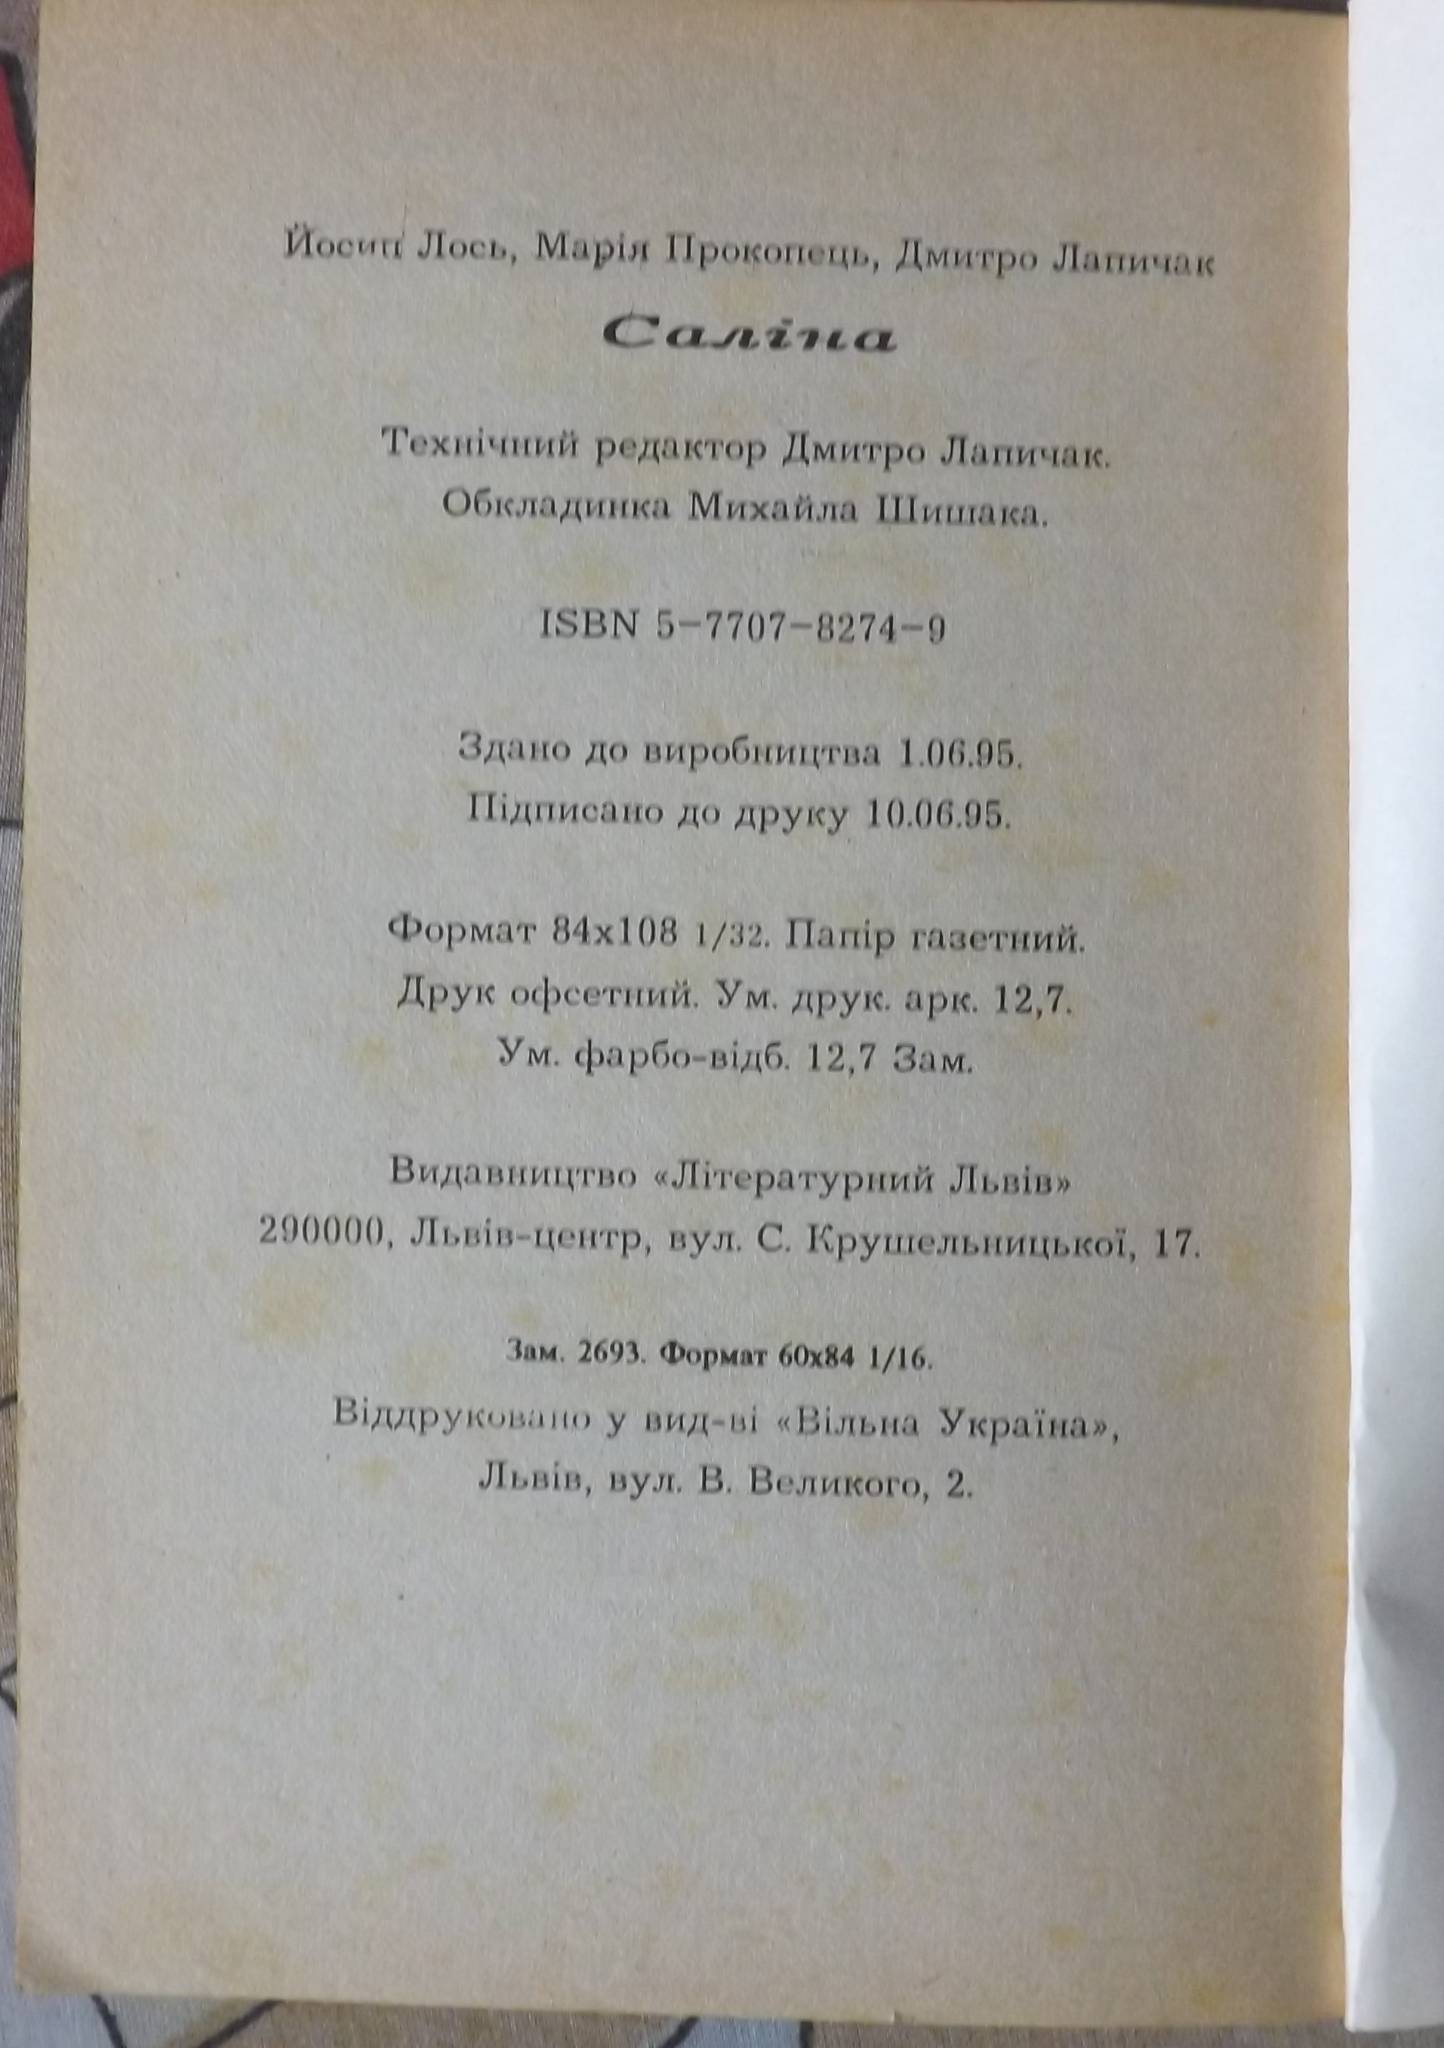 Йосип Лось, Марія Прокопець, Дмитро Лапичак
Саліна
Технічний редактор Дмитро Лапичак.
Обкладинка Михайла Шишака.
ISBN 5-7707-8274-9
Здано до виробництва 1.06.95.
Підписано до друку 10.06.95.
Формат 84х108 1/32. Папір газетний.
Друк офсетний. Ум. друк. арк. 12,7.
Ум. фарбо-відб. 12,7 Зам.
Видавництво «Літературний Львів»
290000, Львів-центр, вул. С. Крушельницької, 17.
Зам. 2693. Формат 60х84 1/16.
Віддруковано у вид-ві «Вільна Україна»,
Львів, вул. В. Великого, 2.